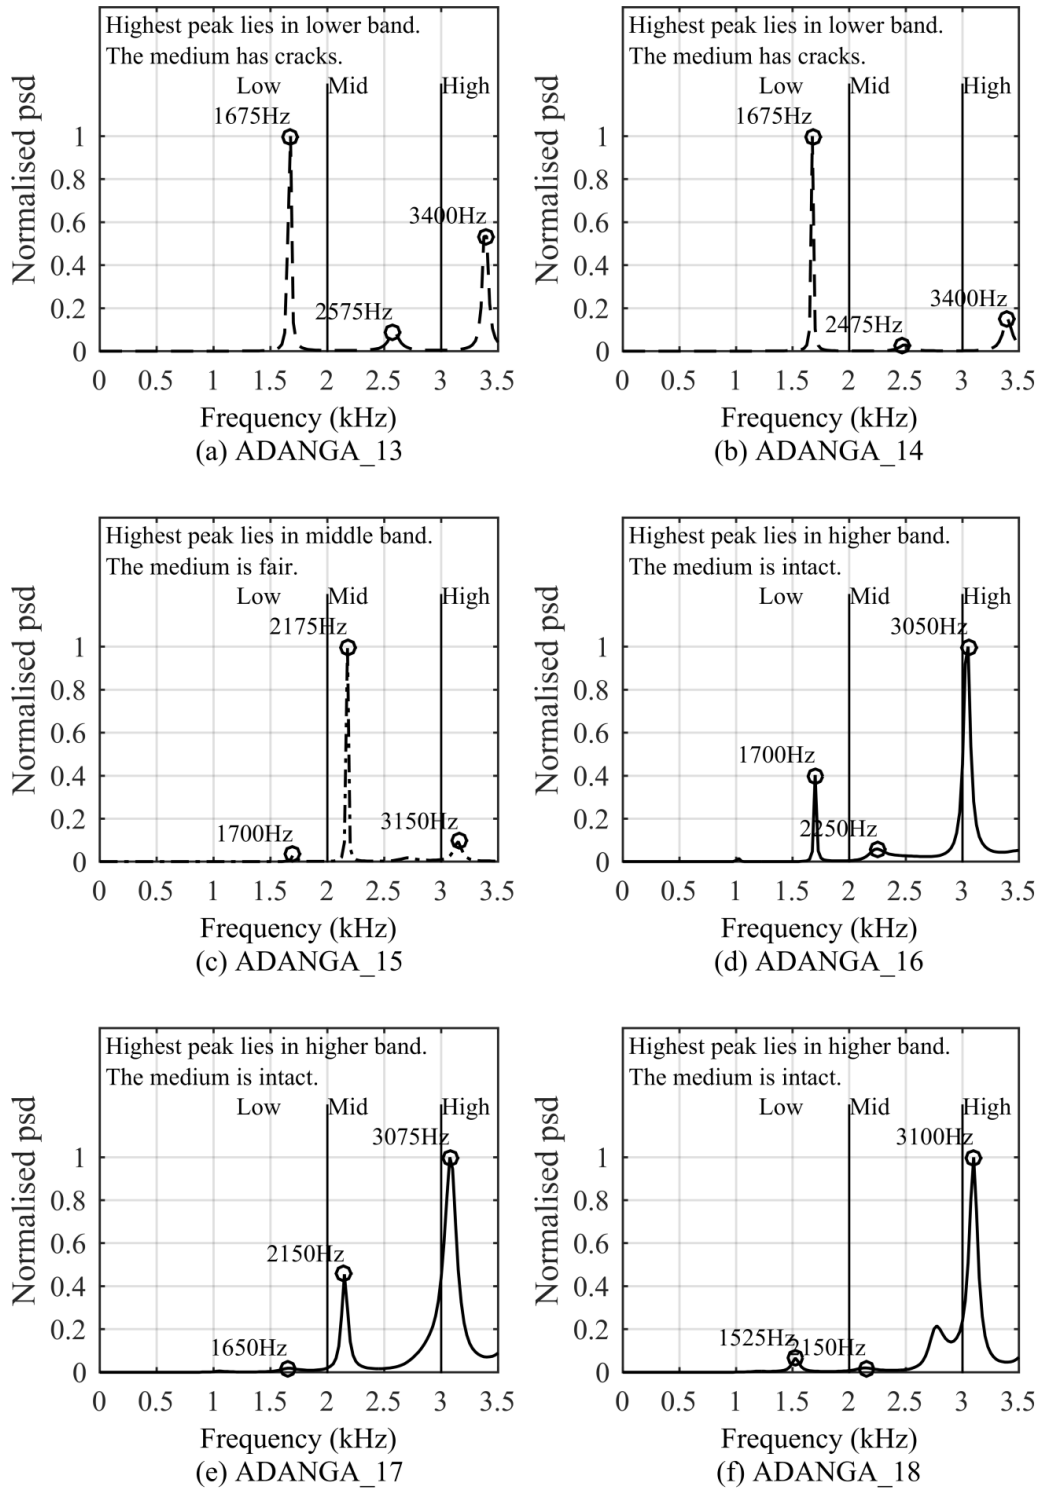 Highest peak lies in lower band.
The medium has cracks.
Low Mid High
1675Hz
3400Hz
2575Hz
Normalised psd
1
0.8
0.6
0.4
0.2
0
0 0.5 1 1.5 2 2.5 3 3.5
Frequency (kHz)
(a) ADANGA_13
Highest peak lies in lower band.
The medium has cracks.
Low Mid High
1675Hz
3400Hz
2475Hz
Normalised psd
1
0.8
0.6
0.4
0.2
0
0 0.5 1 1.5 2 2.5 3 3.5
Frequency (kHz)
(b) ADANGA_14
Highest peak lies in middle band.
The medium is fair.
Low Mid High
2175Hz
3150Hz
1700Hz
Normalised psd
1
0.8
0.6
0.4
0.2
0
0 0.5 1 1.5 2 2.5 3 3.5
Frequency (kHz)
(c) ADANGA_15
Highest peak lies in higher band.
The medium is intact.
Low Mid High
3050Hz
1700Hz
2250Hz
Normalised psd
1
0.8
0.6
0.4
0.2
0
0 0.5 1 1.5 2 2.5 3 3.5
Frequency (kHz)
(d) ADANGA_16
Highest peak lies in higher band.
The medium is intact.
Low Mid High
3075Hz
2150Hz
1650Hz
Normalised psd
1
0.8
0.6
0.4
0.2
0
0 0.5 1 1.5 2 2.5 3 3.5
Frequency (kHz)
(e) ADANGA_17
Highest peak lies in higher band.
The medium is intact.
Low Mid High
3100Hz
1525Hz 2150Hz
Normalised psd
1
0.8
0.6
0.4
0.2
0
0 0.5 1 1.5 2 2.5 3 3.5
Frequency (kHz)
(f) ADANGA_18